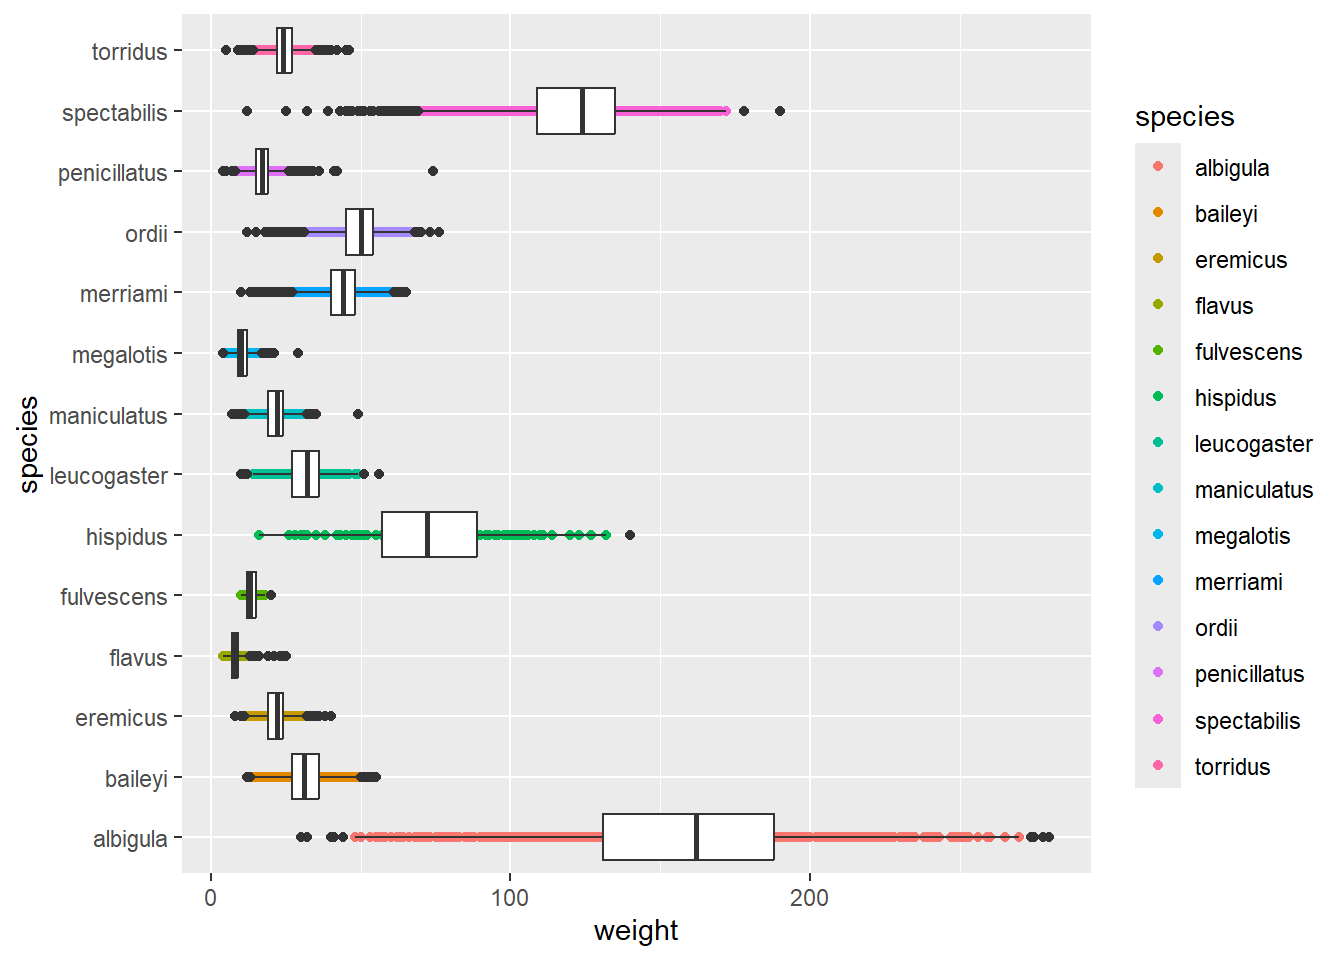 species
torridus
spectabilis
penicillatus
ordii
merriami
megalotis
maniculatus
leucogaster
hispidus
fulvescens
flavus
eremicus
baileyi
albigula
0
100
200
weight
species
albigula
baileyi
eremicus
flavus
fulvescens
hispidus
leucogaster
maniculatus
megalotis
merriami
ordii
penicillatus
spectabilis
torridus